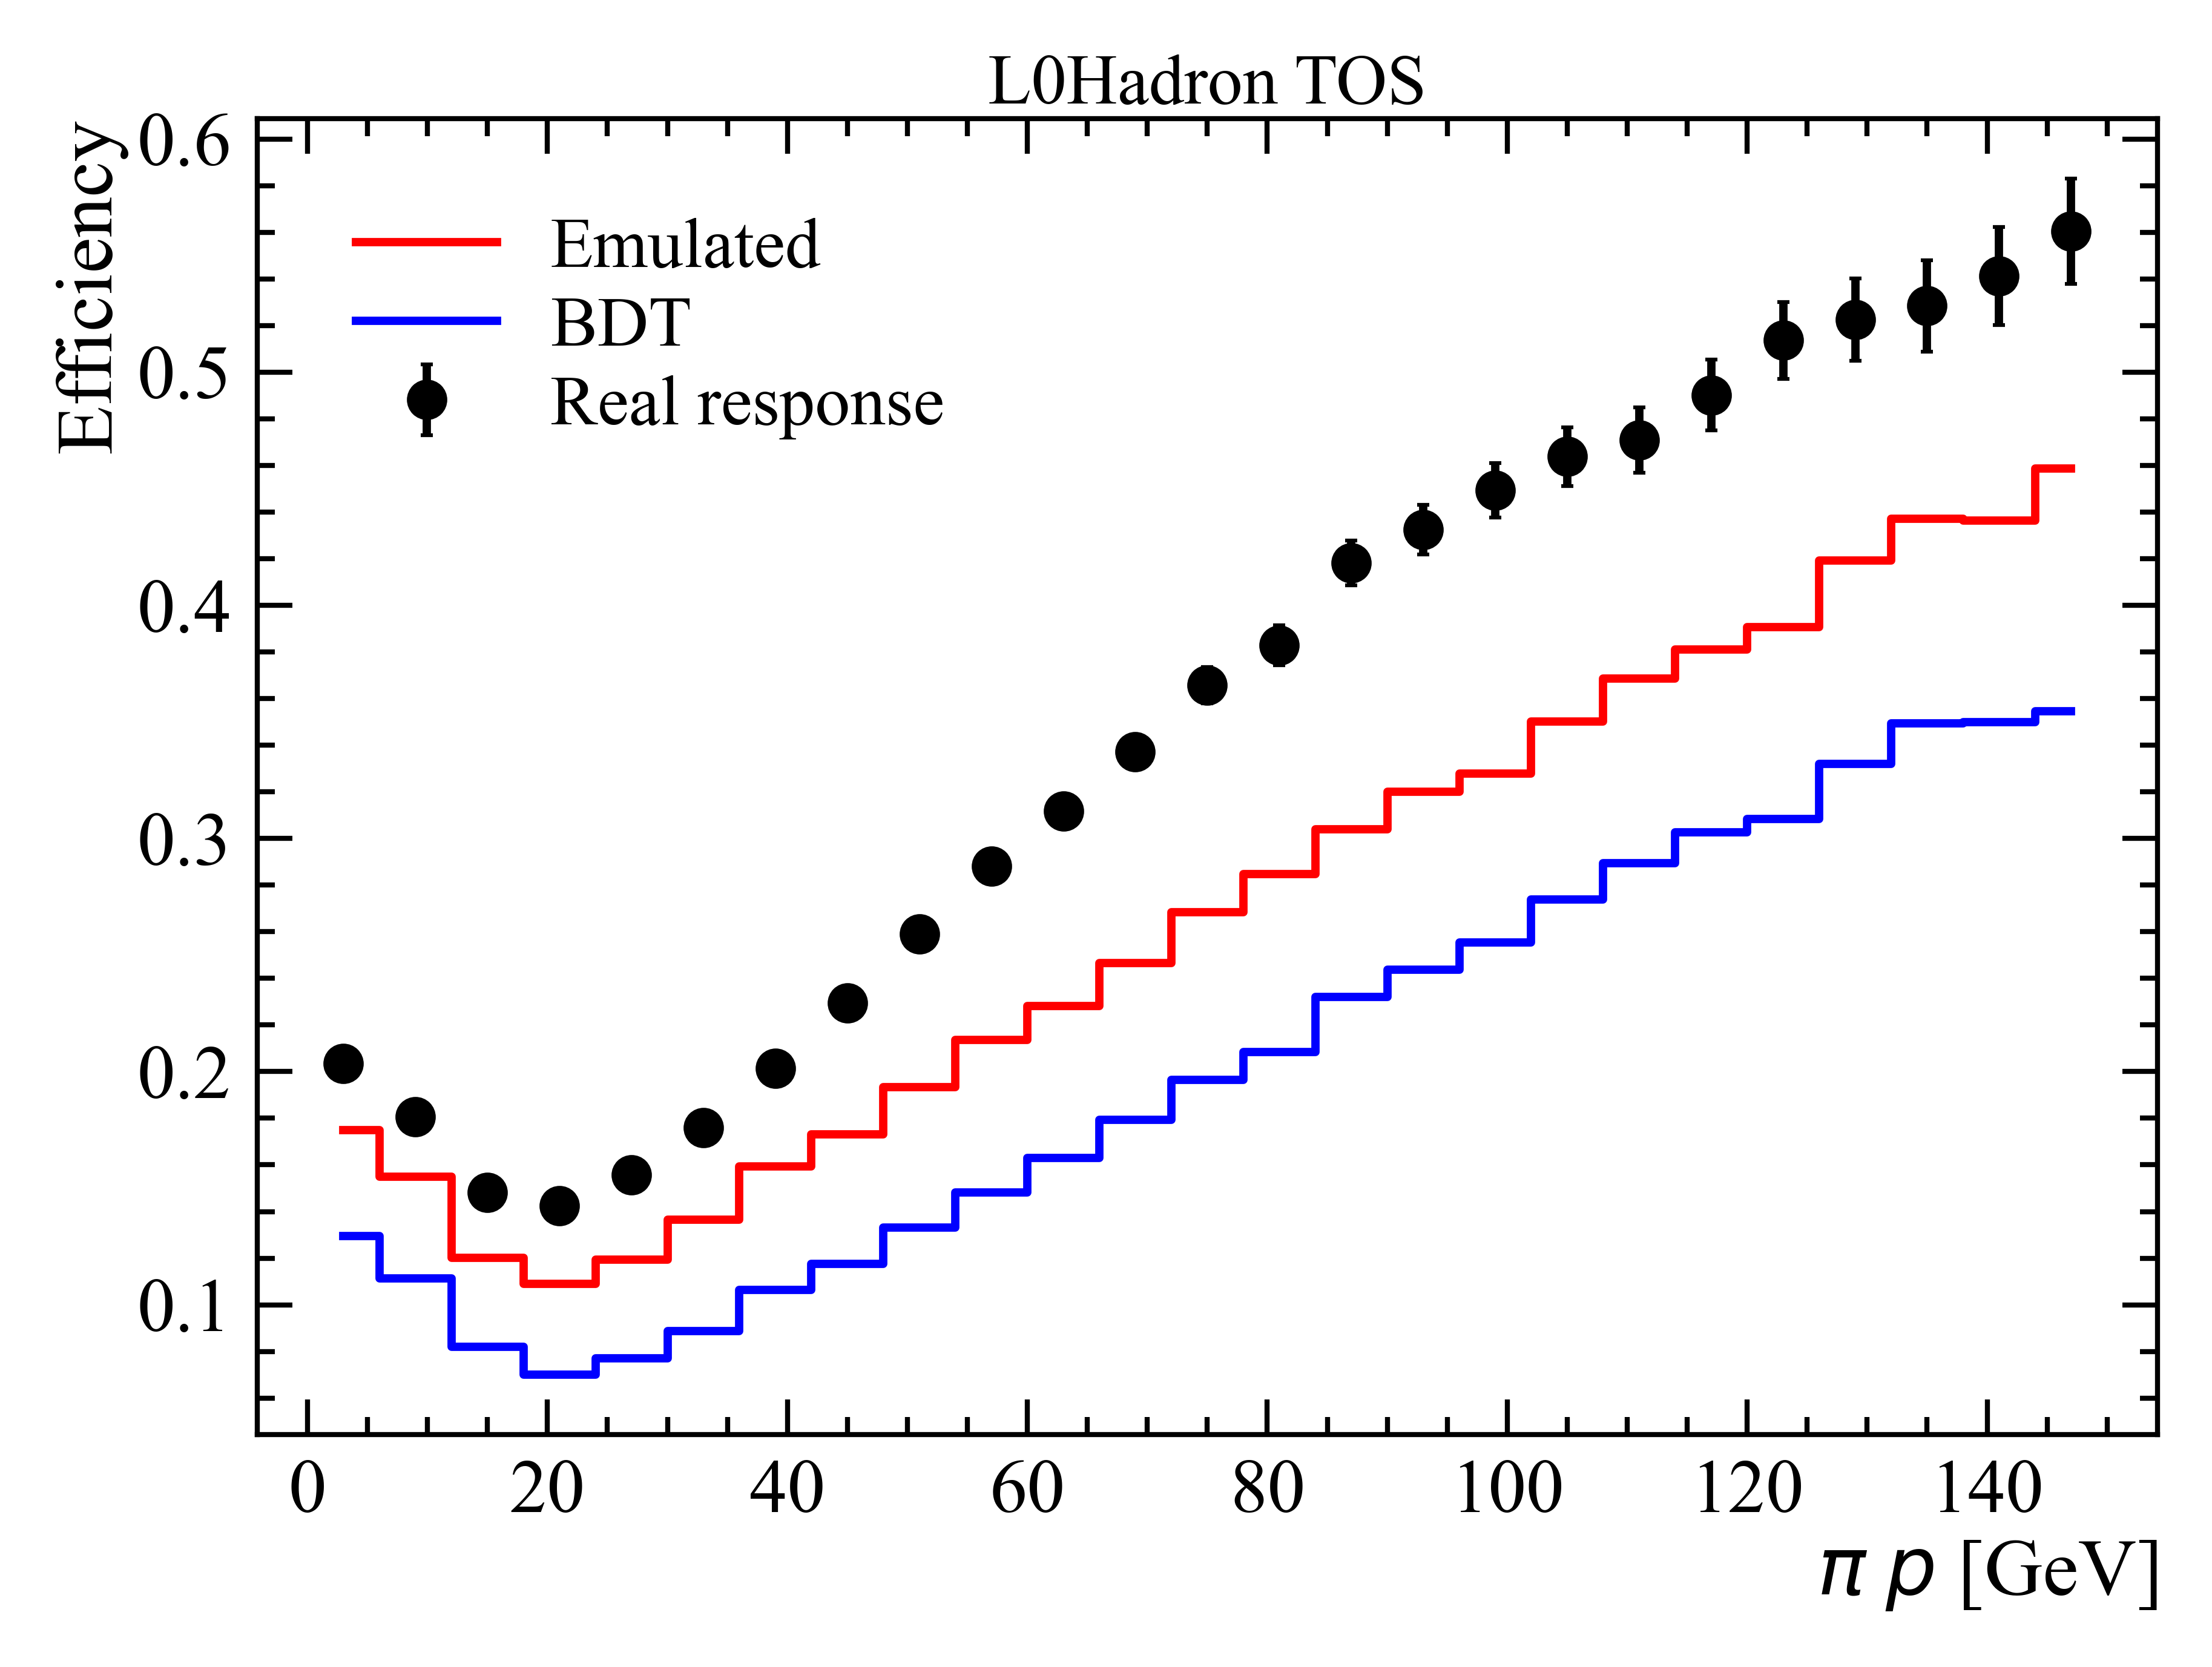 L0Hadron TOS
Efficiency
0.6
0.5
0.4
0.3
0.2
0.1
Emulated
BDT
Real response
0 20 40 60 80 100 120 140
π p [GeV]